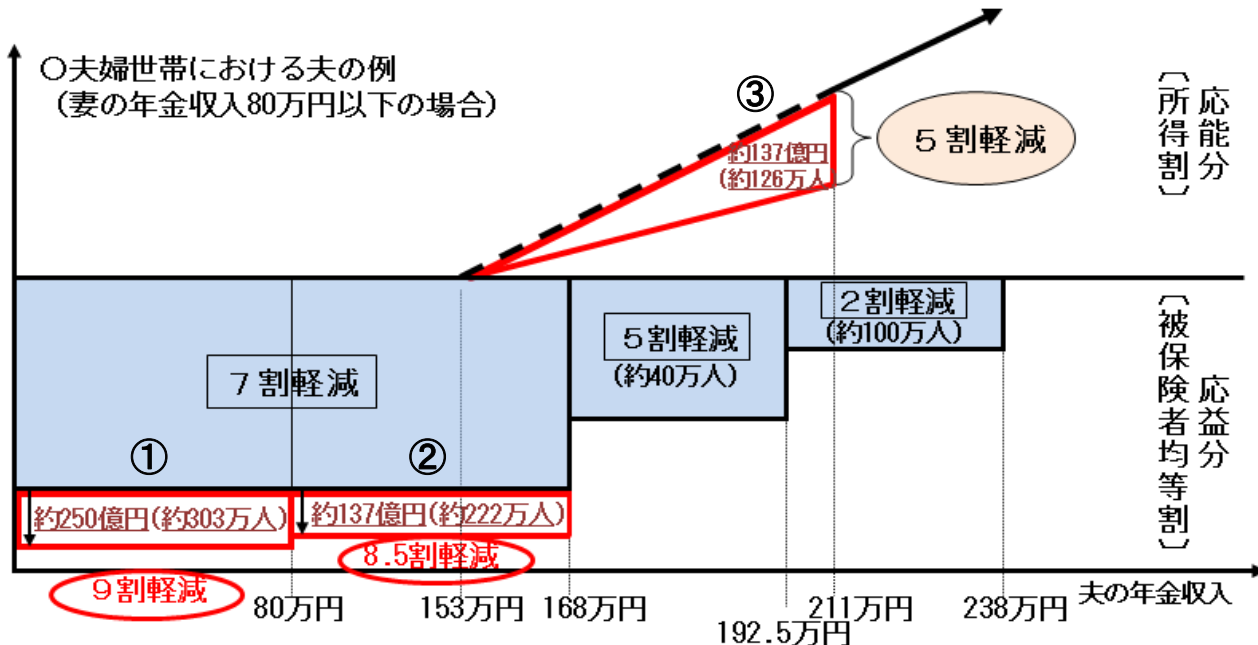 ○夫婦世帯における夫の例
(妻の年金収入80万円以下の場合)
③
約137億円
(約126万人
5割軽減
応能分
〔所得割〕
7割軽減
5割軽減
(約40万人)
2割軽減
(約100万人)
①
②
約250億円(約303万人)
約137億円(約222万人)
9割軽減
8.5割軽減
応益分
〔被保険者均等割〕
80万円
153万円
168万円
192.5万円
211万円
238万円
夫の年金収入